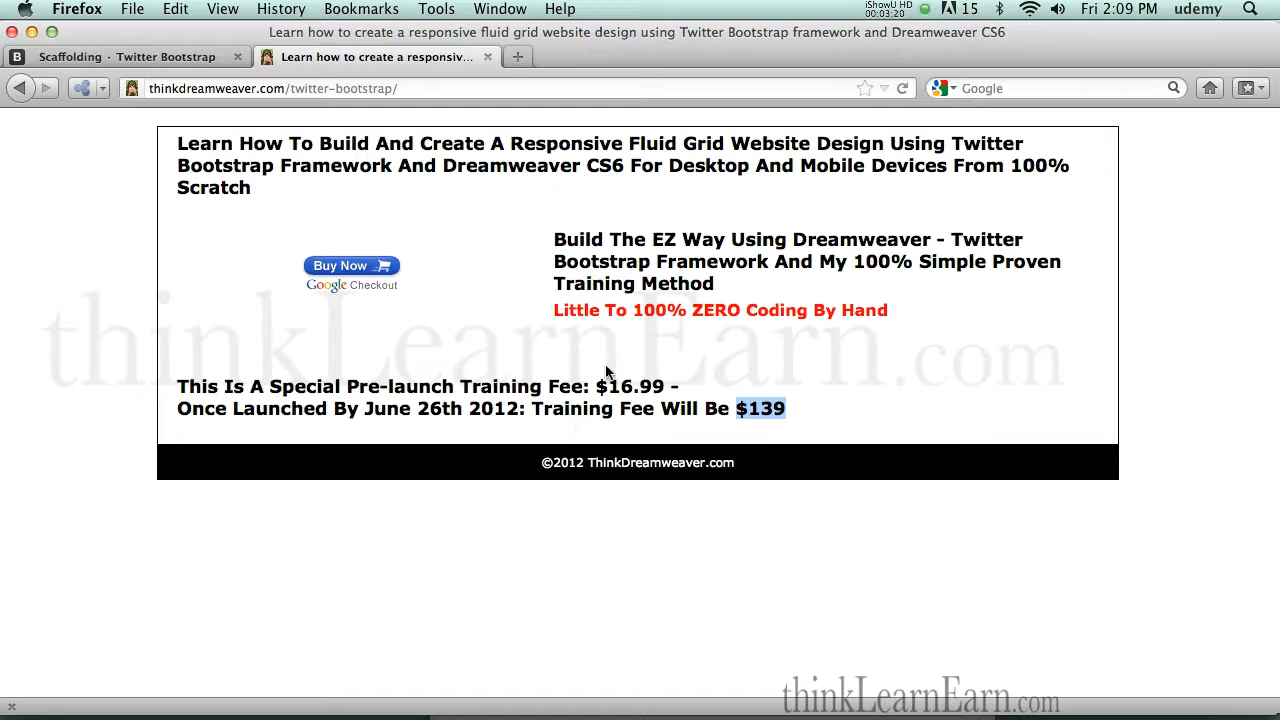 Firefox File Edit View History Bookmarks Tools Window Help iShowU HD 00:03:20 15 Fri 2:09 PM udemy
Learn how to create a responsive fluid grid website design using Twitter Bootstrap framework and Dreamweaver CS6
B Scaffolding · Twitter Bootstrap Learn how to create a responsiv...
thinkdreamweaver.com/twitter-bootstrap/ Google
Learn How To Build And Create A Responsive Fluid Grid Website Design Using Twitter
Bootstrap Framework And Dreamweaver CS6 For Desktop And Mobile Devices From 100%
Scratch
Buy Now
Google Checkout
Build The EZ Way Using Dreamweaver - Twitter
Bootstrap Framework And My 100% Simple Proven
Training Method
Little To 100% ZERO Coding By Hand
thinkLearnEarn.com
This Is A Special Pre-launch Training Fee: $16.99 -
Once Launched By June 26th 2012: Training Fee Will Be $139
©2012 ThinkDreamweaver.com
thinkLearnEarn.com